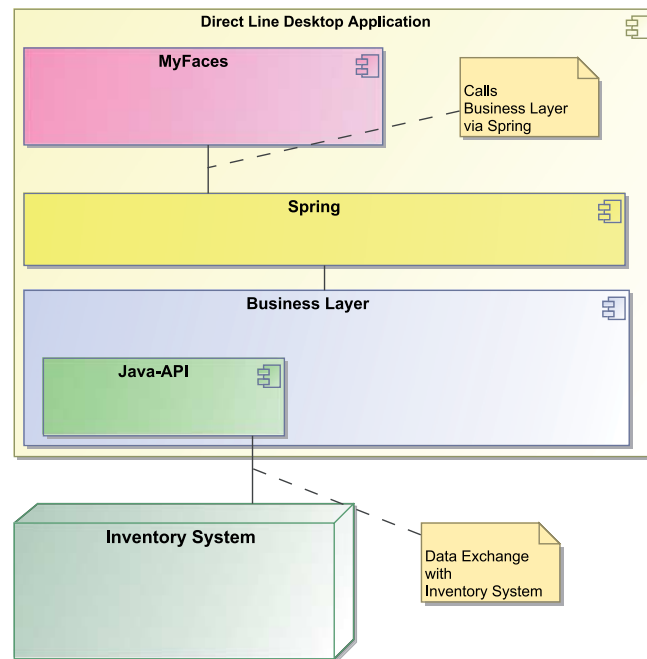 Direct Line Desktop Application
MyFaces
Calls
Business Layer
via Spring
Spring
Business Layer
Java-API
Inventory System
Data Exchange
with
Inventory System